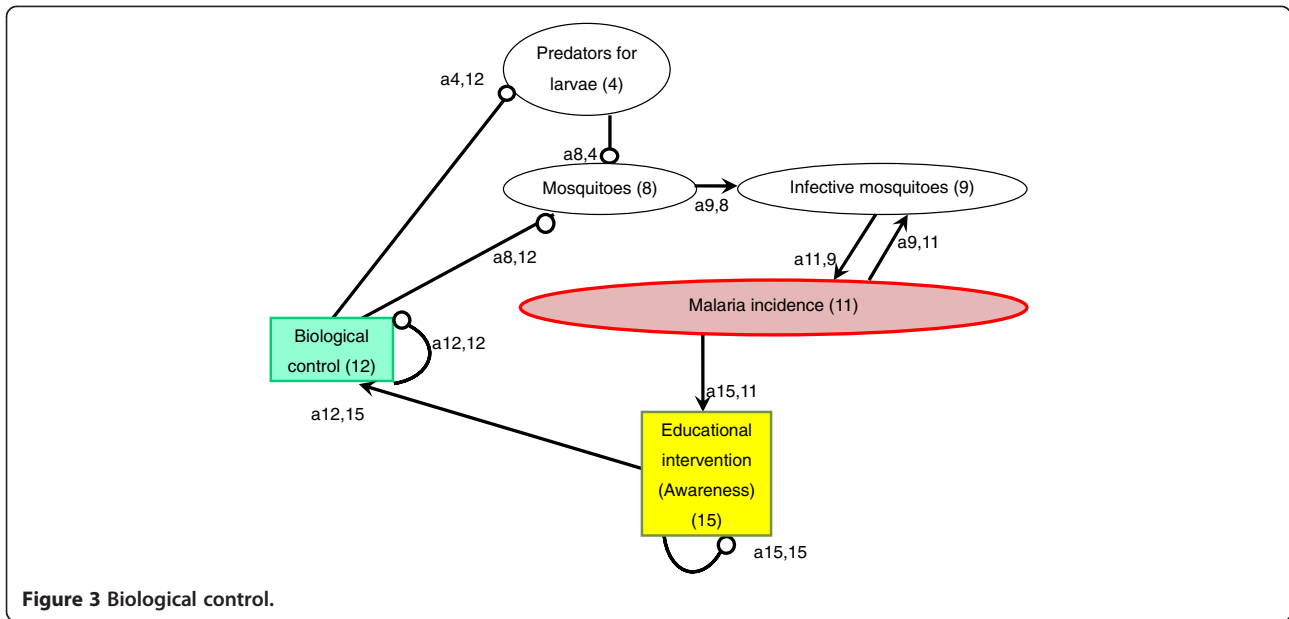 Predators for
larvae (4)
a4,12
a8,4
Mosquitoes (8)
Infective mosquitoes (9)
a9,8
a8,12
a11,9
a9,11
Malaria incidence (11)
Biological
control (12)
a12,12
a12,15
a15,11
Educational
intervention
(Awareness)
(15)
a15,15
Figure 3 Biological control.